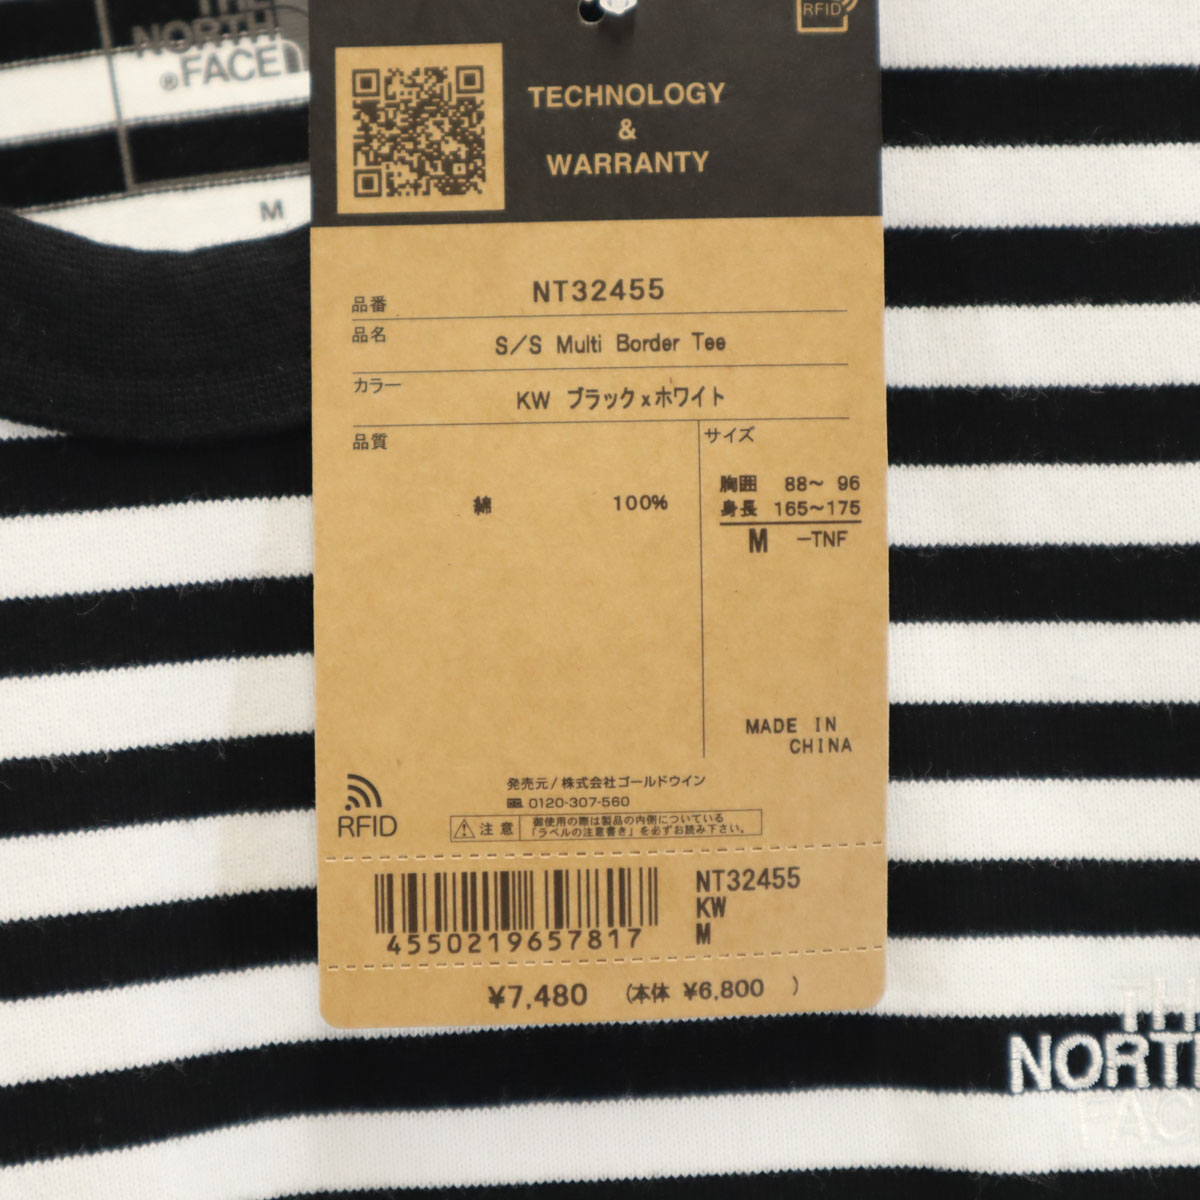 THE
NORTH
®FACE
M
RFID
TECHNOLOGY
&
WARRANTY
品番 NT32455
品名 S/S Multi Border Tee
カラー KW ブラックxホワイト
品質
サイズ
綿 100%
胸囲 88~ 96
身長 165~175
M -TNF
MADE IN
CHINA
RFID
発売元/株式会社ゴールドウイン
0120-307-560
注意
御使用の際は製品の内側についている
「ラベルの注意書き」を必ずお読み下さい。
4550219657817
NT32455
KW
M
¥7,480 (本体 ¥6,800 )
TH
NORT
FAC